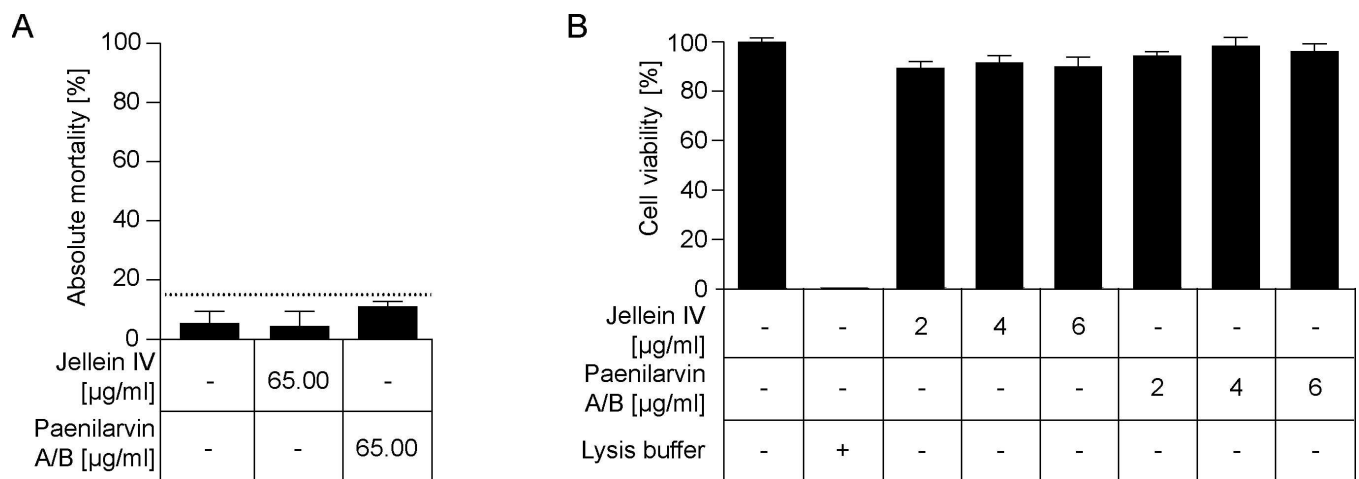 A
Absolute mortality [%]
100
80
60
40
20
0
Jellein IV
[µg/ml]
- 65.00 -
Paenilarvin
A/B [µg/ml]
- - 65.00
B
Cell viability [%]
100
80
60
40
20
0
Jellein IV
[µg/ml]
- - 2 4 6 - - -
Paenilarvin
A/B [µg/ml]
- - - - - 2 4 6
Lysis buffer - + - - - - - -